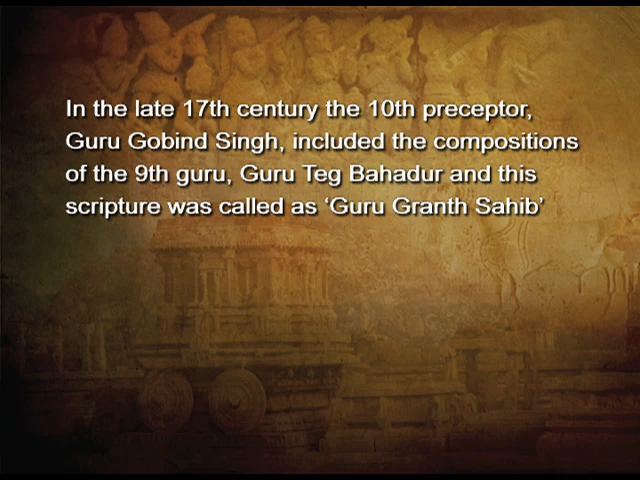 In the late 17th century the 10th preceptor,
Guru Gobind Singh, included the compositions
of the 9th guru, Guru Teg Bahadur and this
scripture was called as ‘Guru Granth Sahib’